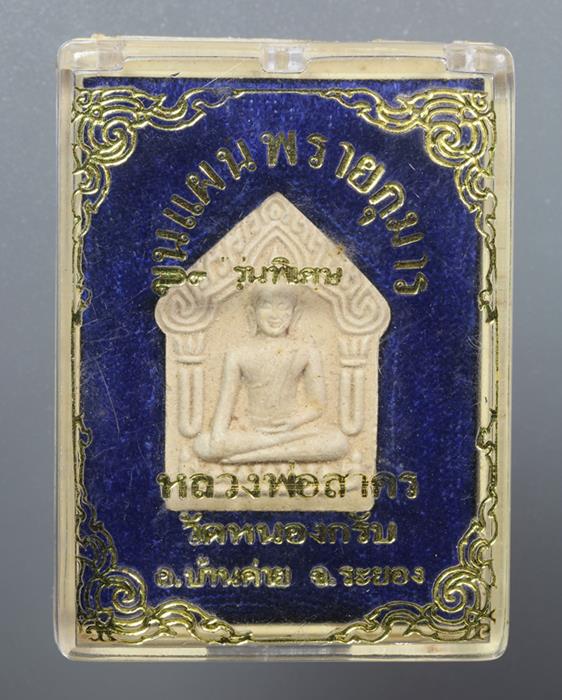 ขุนแผนพรายกุมาร
รุ่นพิเศษ
หลวงพ่อสาคร
วัดหนองกรับ
อ.บ้านค่าย จ.ระยอง